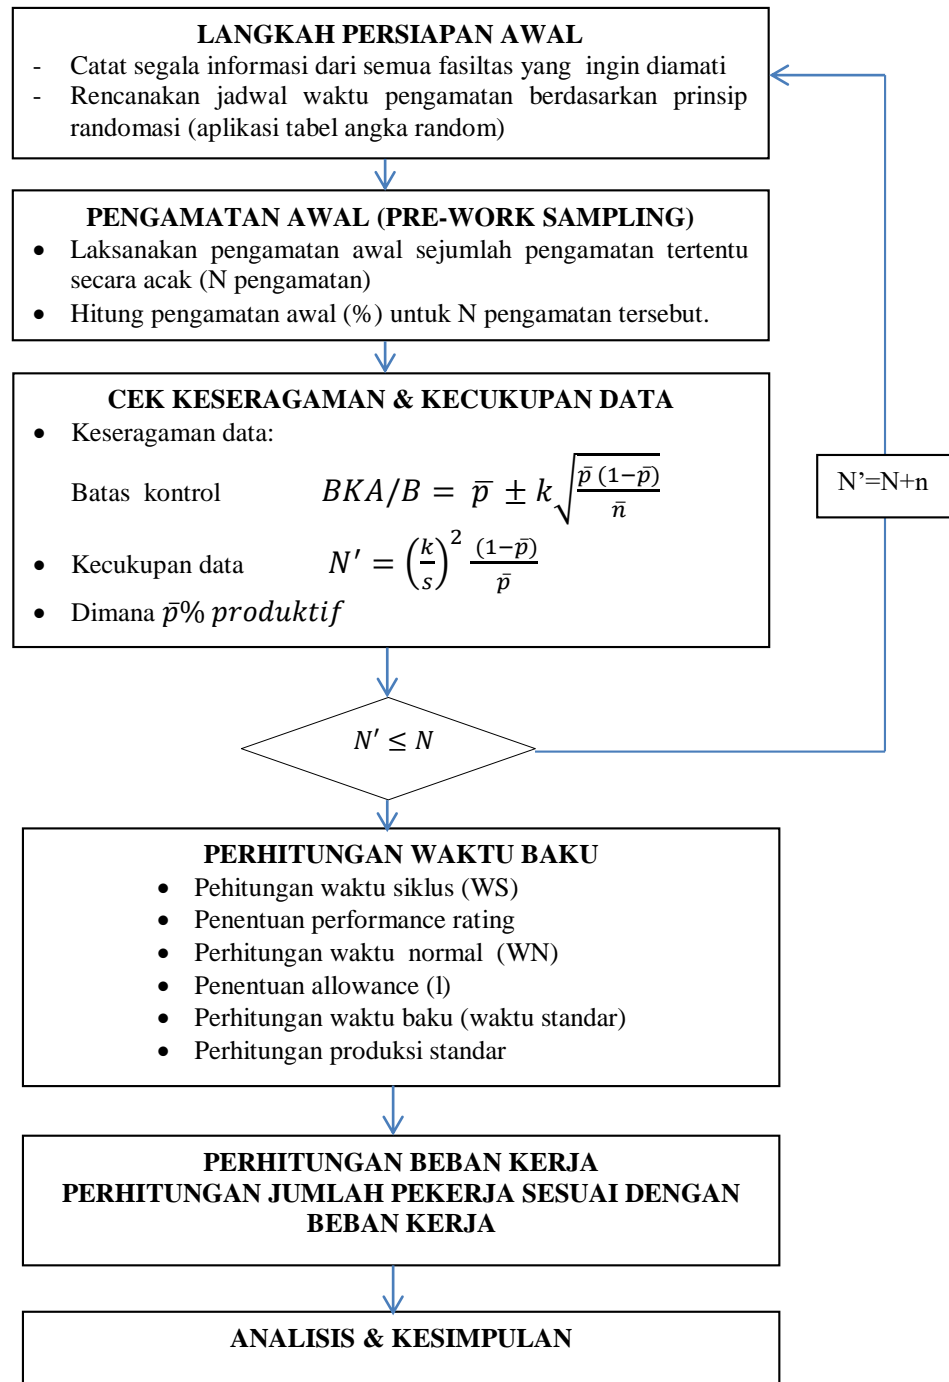 LANGKAH PERSIAPAN AWAL
- Catat segala informasi dari semua fasiltas yang ingin diamati
- Rencanakan jadwal waktu pengamatan berdasarkan prinsip
randomasi (aplikasi tabel angka random)
PENGAMATAN AWAL (PRE-WORK SAMPLING)
• Laksanakan pengamatan awal sejumlah pengamatan tertentu
secara acak (N pengamatan)
• Hitung pengamatan awal (%) untuk N pengamatan tersebut.
CEK KESERAGAMAN & KECUKUPAN DATA
• Keseragaman data:
Batas kontrol BKA/B = p̄ ± k√(p̄ (1−p̄)/n̄)
N’=N+n
• Kecukupan data N′ = (k/s)² (1−p̄)/p̄
• Dimana p̄% produktif
N′ ≤ N
PERHITUNGAN WAKTU BAKU
• Pehitungan waktu siklus (WS)
• Penentuan performance rating
• Perhitungan waktu normal (WN)
• Penentuan allowance (l)
• Perhitungan waktu baku (waktu standar)
• Perhitungan produksi standar
PERHITUNGAN BEBAN KERJA
PERHITUNGAN JUMLAH PEKERJA SESUAI DENGAN
BEBAN KERJA
ANALISIS & KESIMPULAN